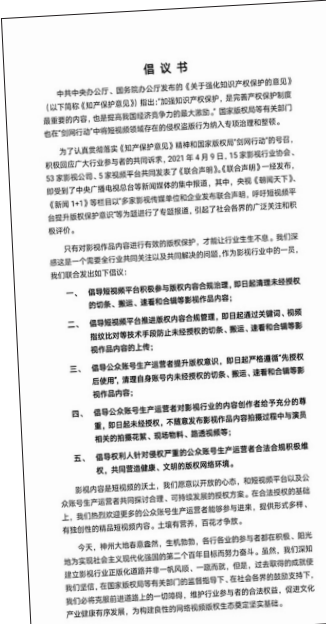 倡 议 书
中共中央办公厅、国务院办公厅发布的《关于强化知识产权保护的意见》
（以下简称《知产保护意见》）指出：“加强知识产权保护，是完善产权保护制度
最重要的内容，也是提高我国经济竞争力的最大激励。”国家版权局等有关部门
也在“剑网行动”中将短视频领域存在的侵权盗版行为纳入专项治理和整顿。
为了认真贯彻落实《知产保护意见》精神和国家版权局“剑网行动”的号召，
积极回应广大行业参与者的共同诉求，2021 年 4 月 9 日，15 家影视行业协会、
53 家影视公司、5 家视频平台共同发表了《联合声明》。《联合声明》一经发布，
即受到了中央广播电视总台等新闻媒体的集中报道，其中，央视《朝闻天下》、
《新闻 1+1》等栏目以“多家影视传媒单位和企业发布联合声明，呼吁短视频平
台提升版权保护意识”等为题进行了专题报道，引起了社会各界的广泛关注和积
极评价。
只有对影视作品内容进行有效的版权保护，才能让行业生生不息。我们深
感这是一个需要全行业共同关注以及共同解决的问题，作为影视行业中的一员，
我们联合发出如下倡议：
一、 倡导短视频平台积极参与版权内容合规治理，即日起清理未经授权
的切条、搬运、速看和合辑等影视作品内容；
二、 倡导短视频平台推进版权内容合规管理，即日起通过关键词、视频
指纹比对等技术手段防止未经授权的切条、搬运、速看和合辑等影
视作品内容的上传；
三、 倡导公众账号生产运营者提升版权意识，即日起严格遵循“先授权
后使用”，清理自身账号内未经授权的切条、搬运、速看和合辑等影视
作品内容；
四、 倡导公众账号生产运营者对影视行业的内容创作者给予充分的尊
重，即日起未经授权，不随意发布影视作品内容拍摄过程中与演员
相关的拍摄花絮、现场物料、路透视频等；
五、 倡导权利人针对侵权严重的公众账号生产运营者合法合规积极维
权，共同营造健康、文明的版权网络环境。
影视内容是短视频的沃土，我们愿意以开放的心态，和短视频平台以及公
众账号生产运营者共同探讨合理、可持续发展的授权方案。在合法授权的基础
上，我们热烈欢迎更多的公众账号生产运营者能够参与进来，提供形式多样、
有独创性的精品短视频内容。土壤有营养，百花才争放。
今天，神州大地春意盎然，生机勃勃，各行各业的参与者都在积极、阳光
地为实现社会主义现代化强国的第二个百年目标而努力奋斗。虽然，我们深知
建立影视行业正版化道路并非一帆风顺、一蹴而就，但是，过去取得的成就使
我们坚信，在国家版权局等有关部门的监督指导下，在社会各界的鼓励支持下，
我们必将克服前进道路上的一切障碍，维护行业参与者的合法权益，促进文化
产业健康有序发展，为构建良性的网络视频版权生态奠定坚实基础。